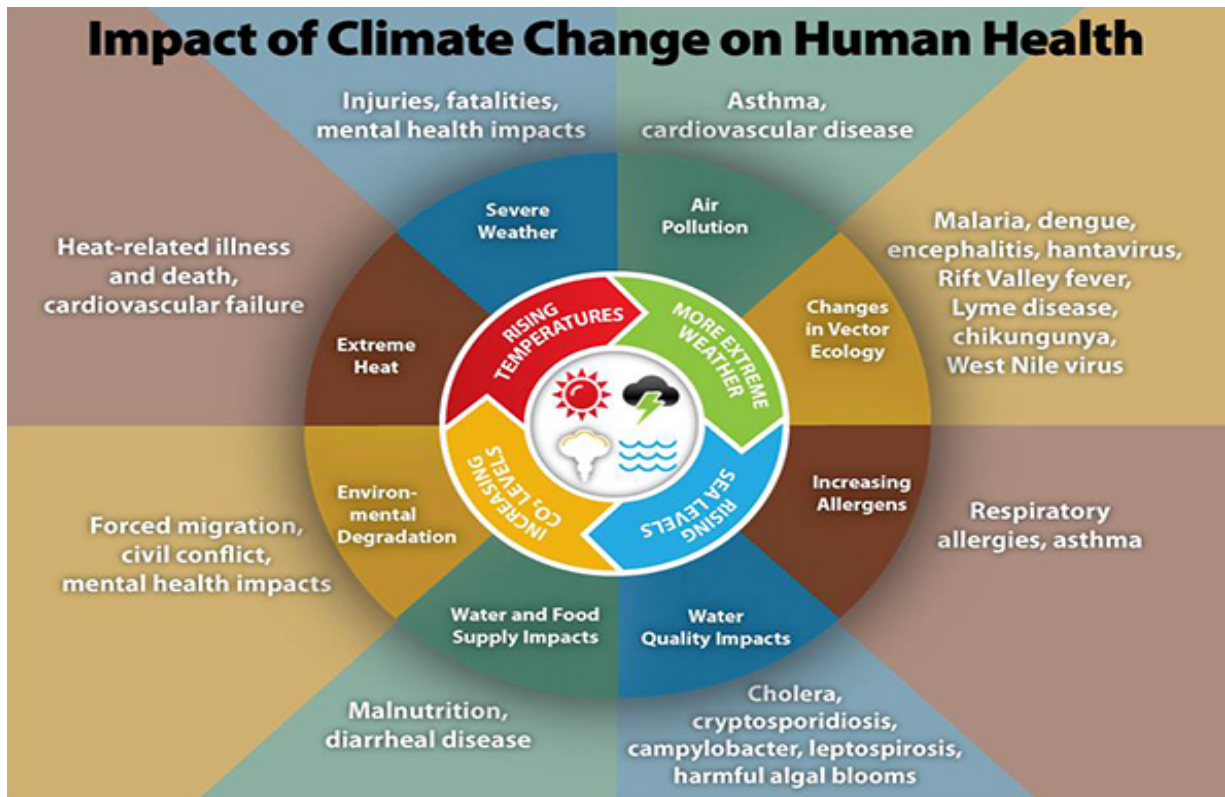 Impact of Climate Change on Human Health
Injuries, fatalities,
mental health impacts
Asthma,
cardiovascular disease
Severe
Weather
Air
Pollution
Heat-related illness
and death,
cardiovascular failure
Extreme
Heat
RISING
TEMPERATURES
MORE EXTREME
WEATHER
Changes
in Vector
Ecology
Malaria, dengue,
encephalitis, hantavirus,
Rift Valley fever,
Lyme disease,
chikungunya,
West Nile virus
Forced migration,
civil conflict,
mental health impacts
Environ-
mental
Degradation
INCREASING
CO₂ LEVELS
RISING
SEA LEVELS
Increasing
Allergens
Respiratory
allergies, asthma
Water and Food
Supply Impacts
Water
Quality Impacts
Malnutrition,
diarrheal disease
Cholera,
cryptosporidiosis,
campylobacter, leptospirosis,
harmful algal blooms